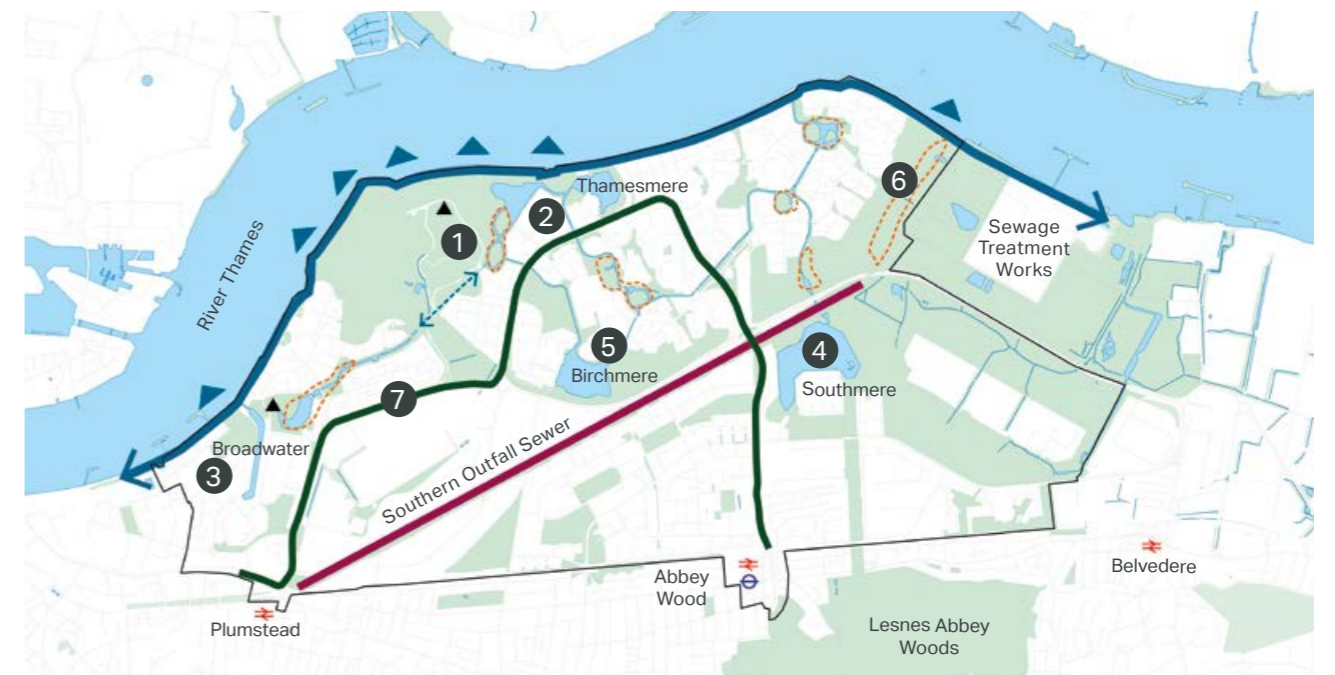 6
Thamesmere
2
Sewage
Treatment
Works
1
River Thames
5
4
Birchmere
Southmere
7
Broadwater
3
Southern Outfall Sewer
Abbey
Wood
Belvedere
Plumstead
Lesnes Abbey
Woods